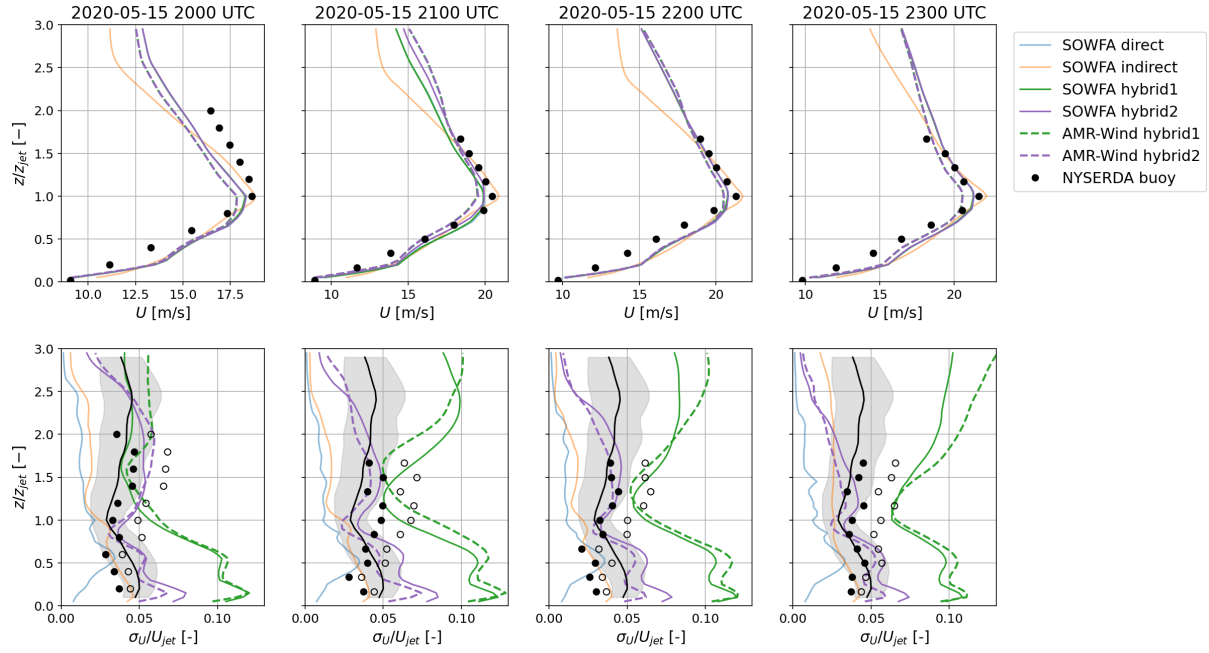 2020-05-15 2000 UTC
2020-05-15 2100 UTC
2020-05-15 2200 UTC
2020-05-15 2300 UTC
3.0
2.5
2.0
1.5
1.0
0.5
0.0
z/z_jet [−]
10.0 12.5 15.0 17.5
U [m/s]
10 15 20
U [m/s]
10 15 20
U [m/s]
10 15 20
U [m/s]
SOWFA direct
SOWFA indirect
SOWFA hybrid1
SOWFA hybrid2
AMR-Wind hybrid1
AMR-Wind hybrid2
NYSERDA buoy
3.0
2.5
2.0
1.5
1.0
0.5
0.0
z/z_jet [−]
0.00 0.05 0.10
σ_U/U_jet [-]
0.00 0.05 0.10
σ_U/U_jet [-]
0.00 0.05 0.10
σ_U/U_jet [-]
0.00 0.05 0.10
σ_U/U_jet [-]